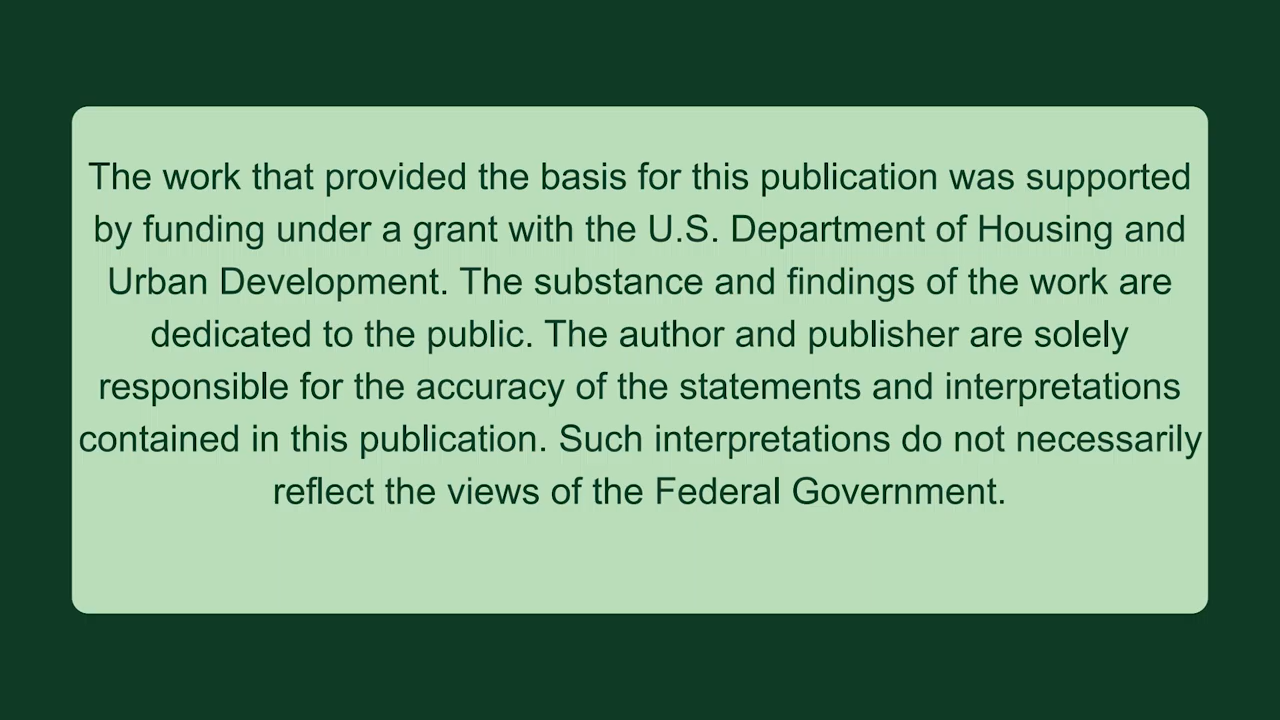 The work that provided the basis for this publication was supported
by funding under a grant with the U.S. Department of Housing and
Urban Development. The substance and findings of the work are
dedicated to the public. The author and publisher are solely
responsible for the accuracy of the statements and interpretations
contained in this publication. Such interpretations do not necessarily
reflect the views of the Federal Government.